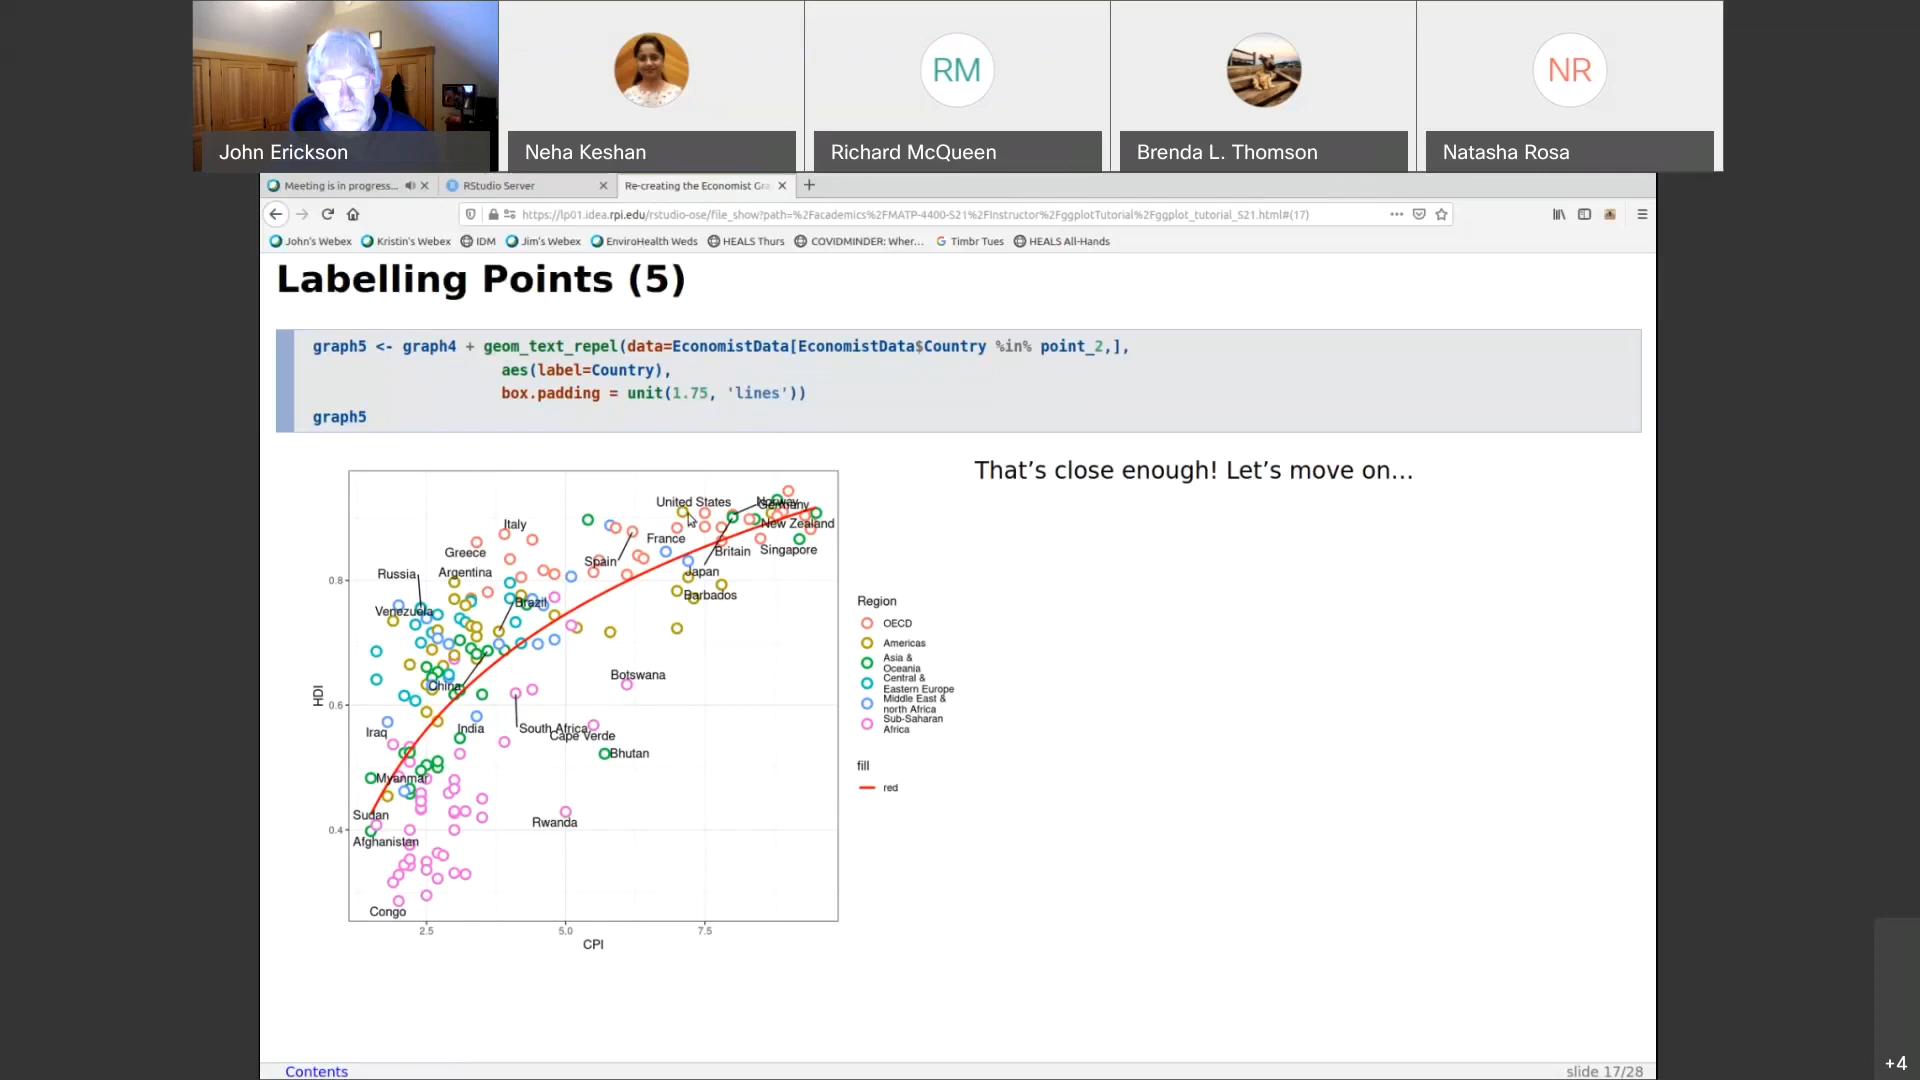 RM
NR
John Erickson
Neha Keshan
Richard McQueen
Brenda L. Thomson
Natasha Rosa
Meeting is in progress...
RStudio Server
Re-creating the Economist Gra
https://lp01.idea.rpi.edu/rstudio-ose/file_show?path=%2Facademics%2FMATP-4400-S21%2FInstructor%2FggplotTutorial%2Fggplot_tutorial_S21.html#(17)
John's Webex
Kristin's Webex
IDM
Jim's Webex
EnviroHealth Weds
HEALS Thurs
COVIDMINDER: Wher...
Timbr Tues
HEALS All-Hands
Labelling Points (5)
graph5 <- graph4 + geom_text_repel(data=EconomistData[EconomistData$Country %in% point_2,],
aes(label=Country),
box.padding = unit(1.75, 'lines'))
graph5
That's close enough! Let's move on...
United States
Norway
Germany
New Zealand
Italy
France
Britain
Singapore
Greece
Spain
Japan
Russia
Argentina
Barbados
Brazil
Venezuela
Botswana
China
India
South Africa
Cape Verde
Iraq
Bhutan
Myanmar
Sudan
Rwanda
Afghanistan
Congo
0.8
0.6
0.4
HDI
2.5
5.0
7.5
CPI
Region
OECD
Americas
Asia &
Oceania
Central &
Eastern Europe
Middle East &
north Africa
Sub-Saharan
Africa
fill
red
Contents
slide 17/28
+4